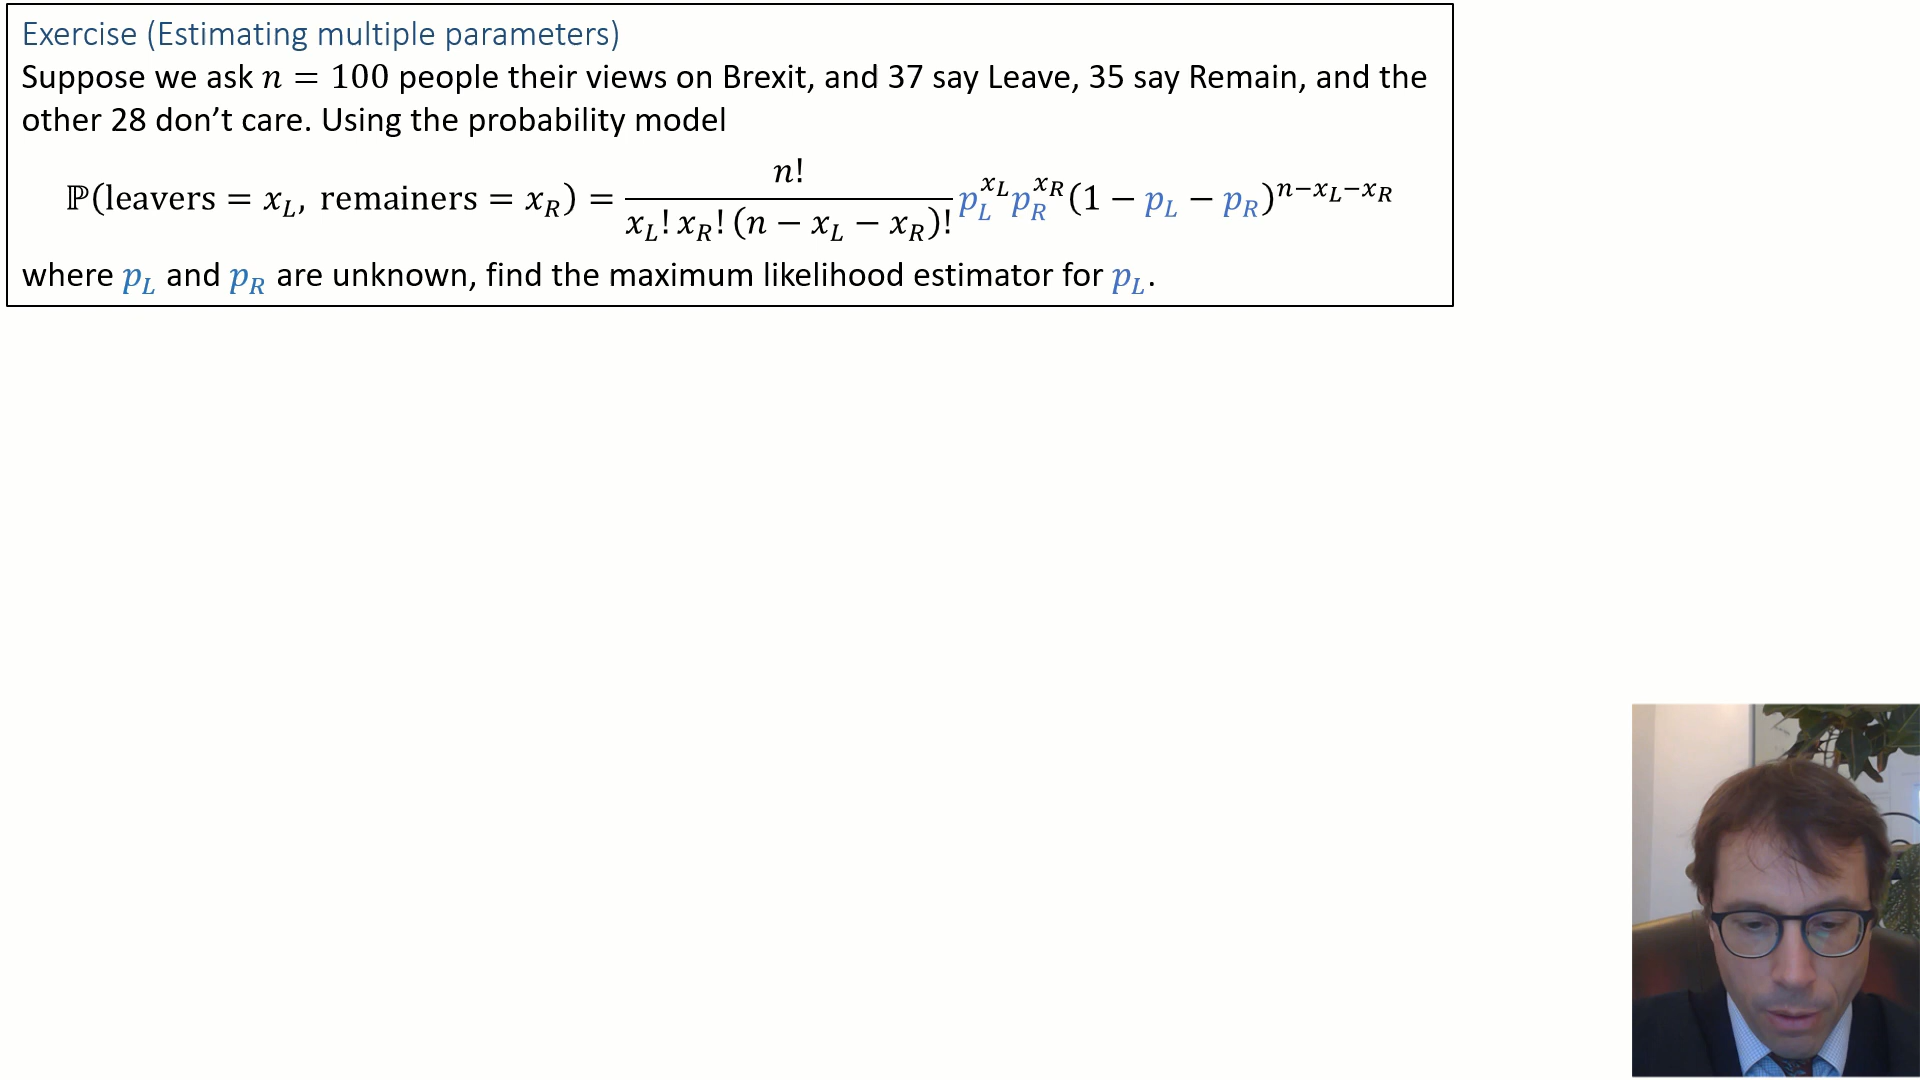 Exercise (Estimating multiple parameters)
Suppose we ask n = 100 people their views on Brexit, and 37 say Leave, 35 say Remain, and the
other 28 don’t care. Using the probability model
ℙ(leavers = x_L, remainers = x_R) = \frac{n!}{x_L! x_R! (n − x_L − x_R)!} p_L^{x_L} p_R^{x_R} (1 − p_L − p_R)^{n−x_L−x_R}
where p_L and p_R are unknown, find the maximum likelihood estimator for p_L.